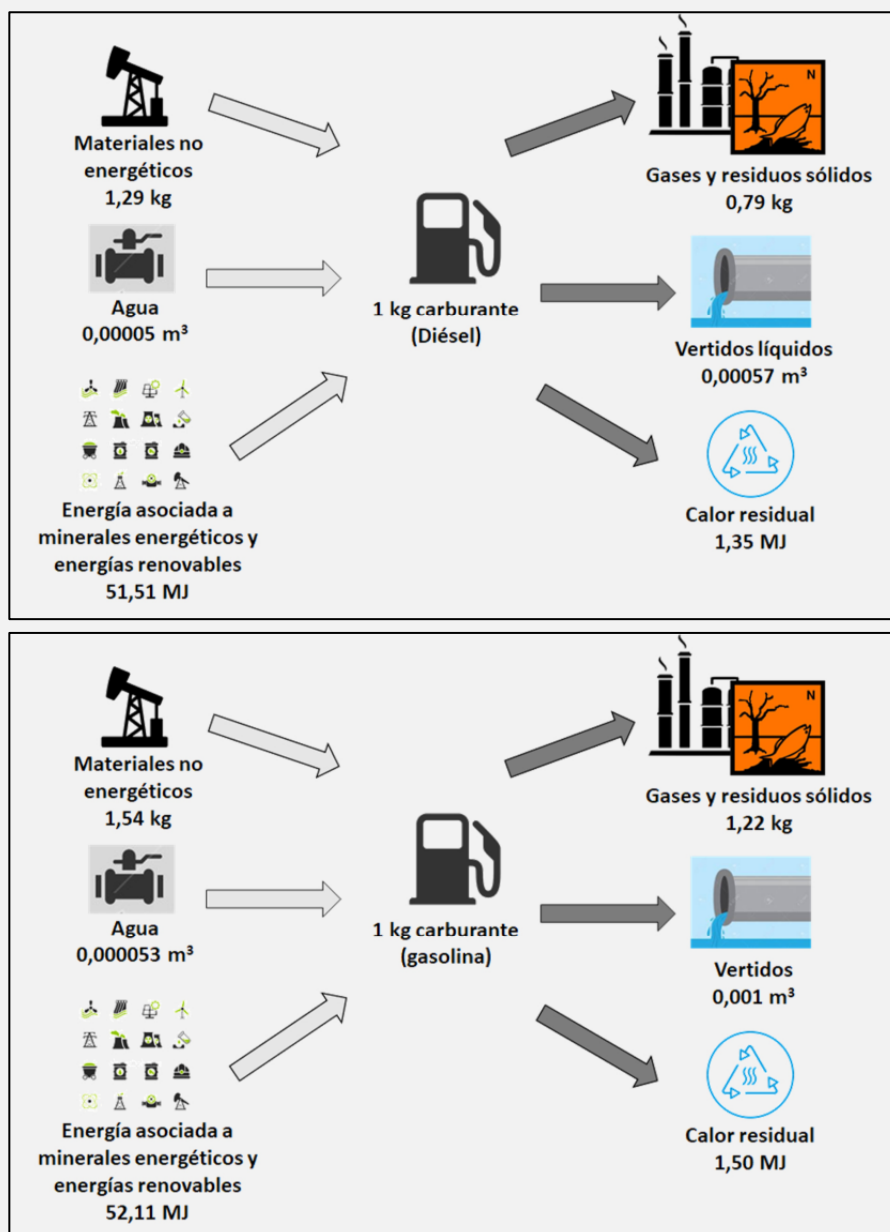 Materiales no
energéticos
1,29 kg
Agua
0,00005 m³
Energía asociada a
minerales energéticos y
energías renovables
51,51 MJ
1 kg carburante
(Diésel)
N
Gases y residuos sólidos
0,79 kg
Vertidos líquidos
0,00057 m³
Calor residual
1,35 MJ
Materiales no
energéticos
1,54 kg
Agua
0,000053 m³
Energía asociada a
minerales energéticos y
energías renovables
52,11 MJ
1 kg carburante
(gasolina)
N
Gases y residuos sólidos
1,22 kg
Vertidos
0,001 m³
Calor residual
1,50 MJ